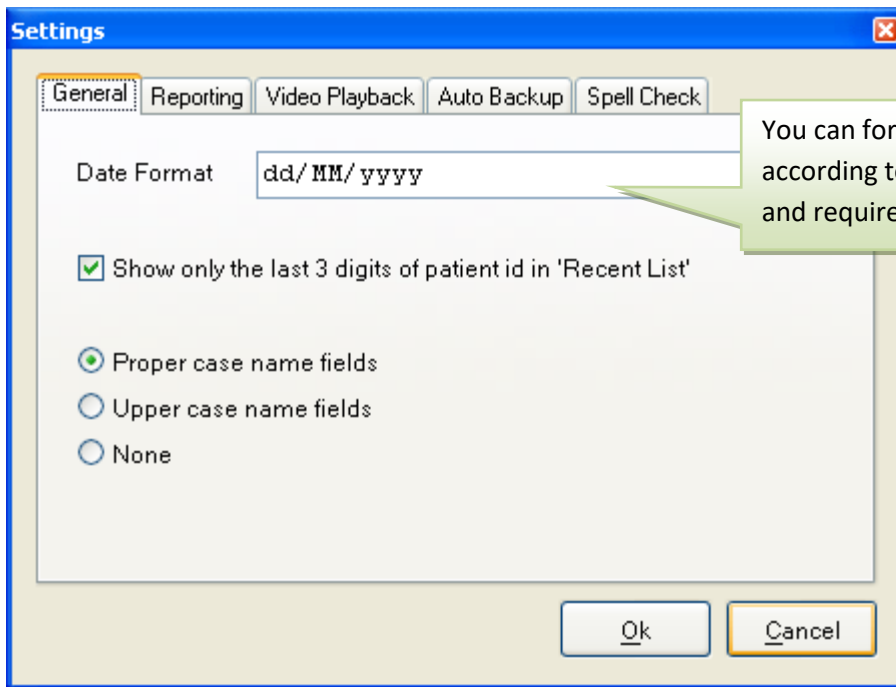 Settings
General Reporting Video Playback Auto Backup Spell Check
You can
according
and
Date Format dd/MM/yyyy
Show only the last 3 digits of patient id in 'Recent List'
Proper case name fields
Upper case name fields
None
Ok Cancel